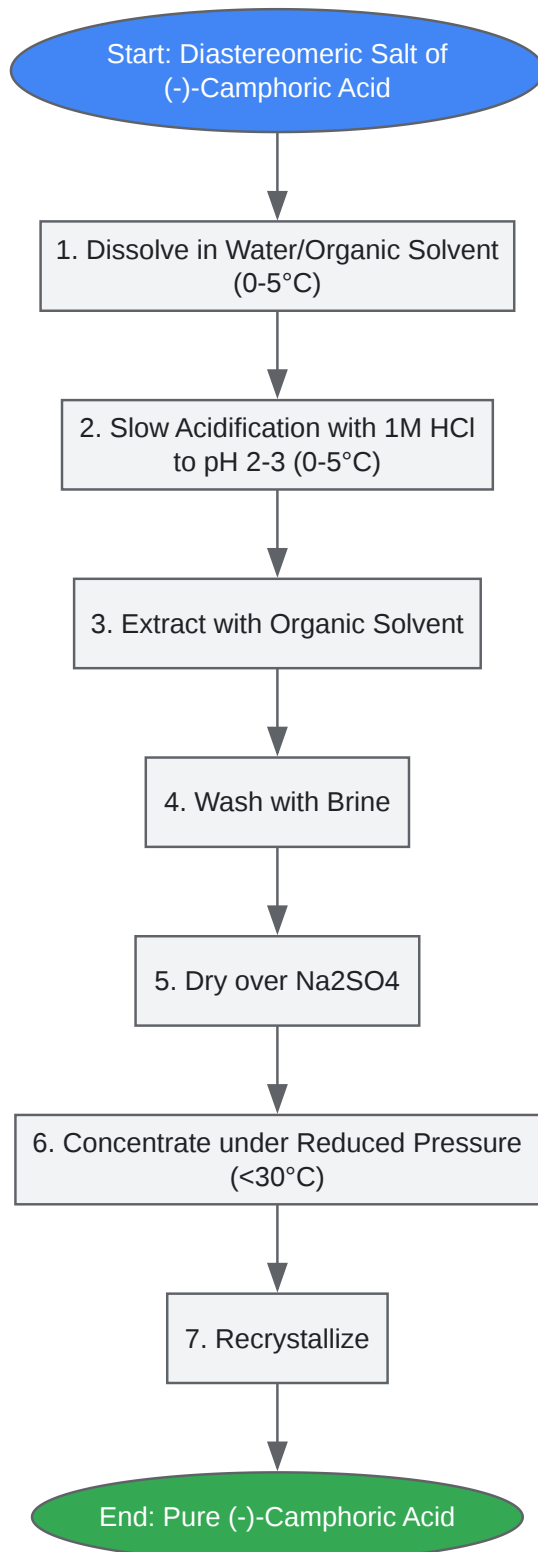 Start: Diastereomeric Salt of
(-)-Camphoric Acid
1. Dissolve in Water/Organic Solvent
(0-5°C)
2. Slow Acidification with 1M HCl
to pH 2-3 (0-5°C)
3. Extract with Organic Solvent
4. Wash with Brine
5. Dry over Na2SO4
6. Concentrate under Reduced Pressure
(<30°C)
7. Recrystallize
End: Pure (-)-Camphoric Acid